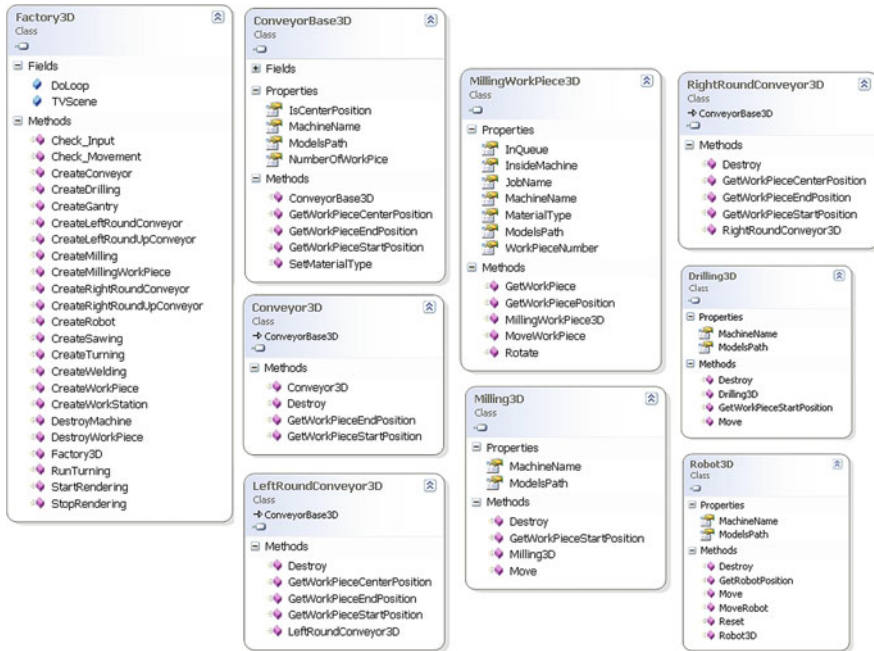 Factory3D
Class
Fields
DoLoop
TVScene
Methods
Check_Input
Check_Movement
CreateConveyor
CreateDrilling
CreateGantry
CreateLeftRoundConveyor
CreateLeftRoundUpConveyor
CreateMilling
CreateMillingWorkPiece
CreateRightRoundConveyor
CreateRightRoundUpConveyor
CreateRobot
CreateSawing
CreateTurning
CreateWelding
CreateWorkPiece
CreateWorkStation
DestroyMachine
DestroyWorkPiece
Factory3D
RunTurning
StartRendering
StopRendering
ConveyorBase3D
Class
Fields
Properties
IsCenterPosition
MachineName
ModelsPath
NumberOfWorkPice
Methods
ConveyorBase3D
GetWorkPieceCenterPosition
GetWorkPieceEndPosition
GetWorkPieceStartPosition
SetMaterialType
Conveyor3D
Class
ConveyorBase3D
Methods
Conveyor3D
Destroy
GetWorkPieceEndPosition
GetWorkPieceStartPosition
LeftRoundConveyor3D
Class
ConveyorBase3D
Methods
Destroy
GetWorkPieceCenterPosition
GetWorkPieceEndPosition
GetWorkPieceStartPosition
LeftRoundConveyor3D
MillingWorkPiece3D
Class
Properties
InQueue
InsideMachine
JobName
MachineName
MaterialType
ModelsPath
WorkPieceNumber
Methods
GetWorkPiece
GetWorkPiecePosition
MillingWorkPiece3D
MoveWorkPiece
Rotate
Milling3D
Class
Properties
MachineName
ModelsPath
Methods
Destroy
GetWorkPieceStartPosition
Milling3D
Move
RightRoundConveyor3D
Class
ConveyorBase3D
Methods
Destroy
GetWorkPieceCenterPosition
GetWorkPieceEndPosition
GetWorkPieceStartPosition
RightRoundConveyor3D
Drilling3D
Class
Properties
MachineName
ModelsPath
Methods
Destroy
Drilling3D
GetWorkPieceStartPosition
Move
Robot3D
Class
Properties
MachineName
ModelsPath
Methods
Destroy
GetRobotPosition
Move
MoveRobot
Reset
Robot3D